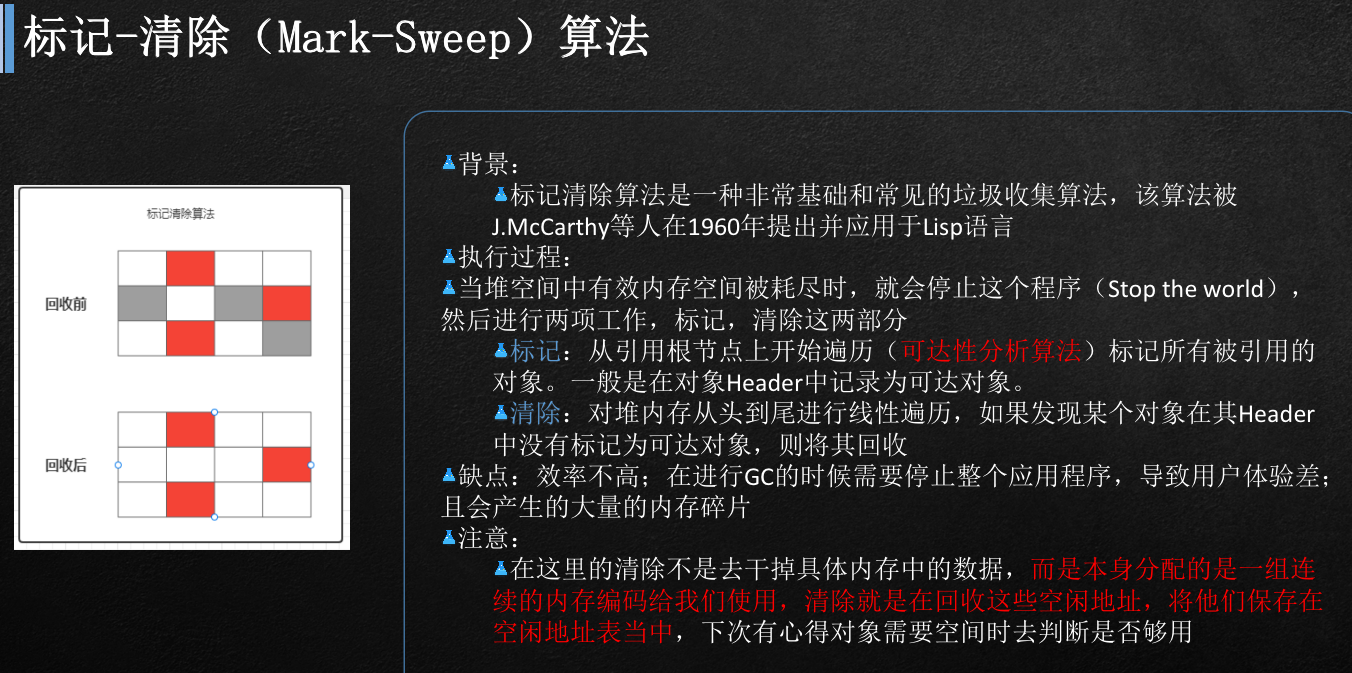 标记-清除（Mark-Sweep）算法
标记清除算法
回收前
回收后
背景：
标记清除算法是一种非常基础和常见的垃圾收集算法，该算法被
J.McCarthy等人在1960年提出并应用于Lisp语言
执行过程：
当堆空间中有效内存空间被耗尽时，就会停止这个程序（Stop the world），
然后进行两项工作，标记，清除这两部分
标记：从引用根节点上开始遍历（可达性分析算法）标记所有被引用的
对象。一般是在对象Header中记录为可达对象。
清除：对堆内存从头到尾进行线性遍历，如果发现某个对象在其Header
中没有标记为可达对象，则将其回收
缺点：效率不高；在进行GC的时候需要停止整个应用程序，导致用户体验差；
且会产生的大量的内存碎片
注意：
在这里的清除不是去干掉具体内存中的数据，而是本身分配的是一组连
续的内存编码给我们使用，清除就是在回收这些空闲地址，将他们保存在
空闲地址表当中，下次有心得对象需要空间时去判断是否够用